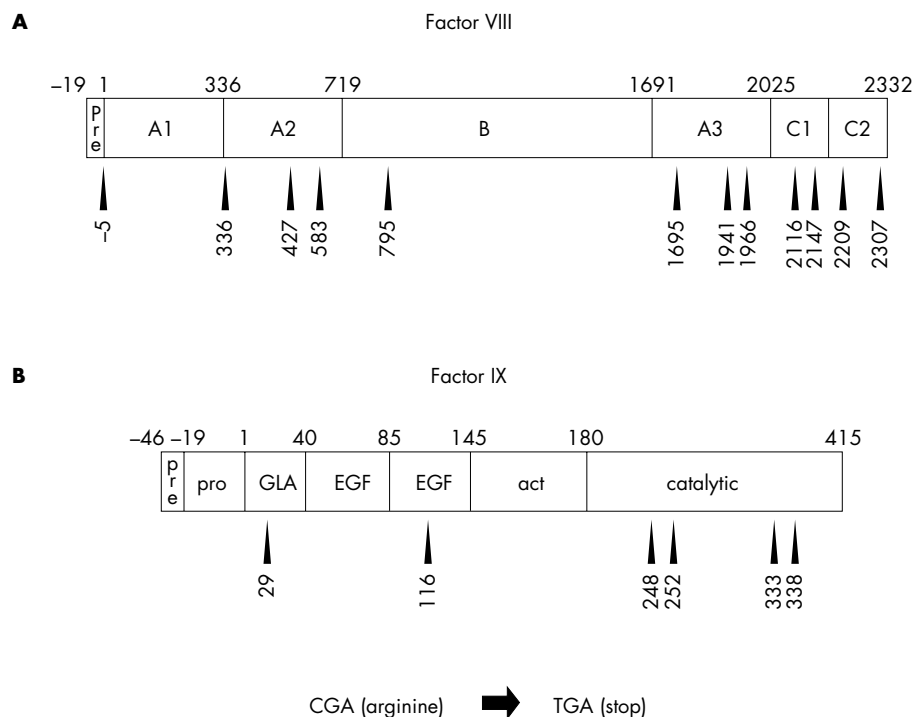 A
Factor VIII
–19 1 336 719 1691 2025 2332
Pre A1 A2 B A3 C1 C2
–5 336 427 583 795 1695 1941 1966 2116 2147 2209 2307
B
Factor IX
–46 –19 1 40 85 145 180 415
pre pro GLA EGF EGF act catalytic
29 116 248 252 333 338
CGA (arginine) TGA (stop)